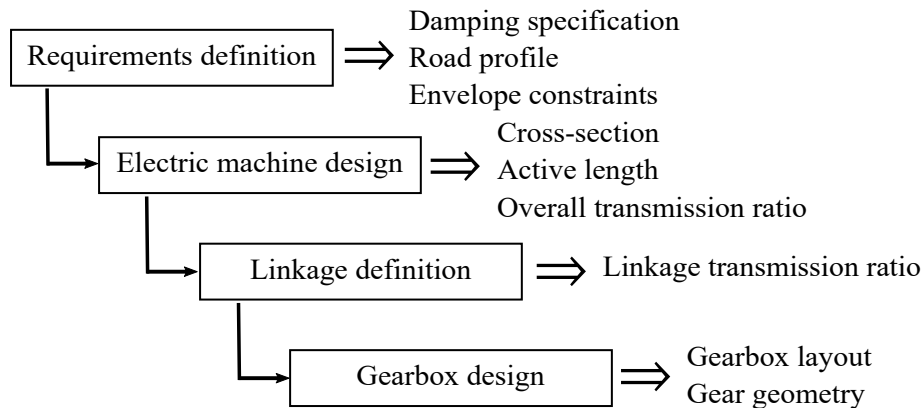 Requirements definition
Damping specification
Road profile
Envelope constraints
Electric machine design
Cross-section
Active length
Overall transmission ratio
Linkage definition
Linkage transmission ratio
Gearbox design
Gearbox layout
Gear geometry